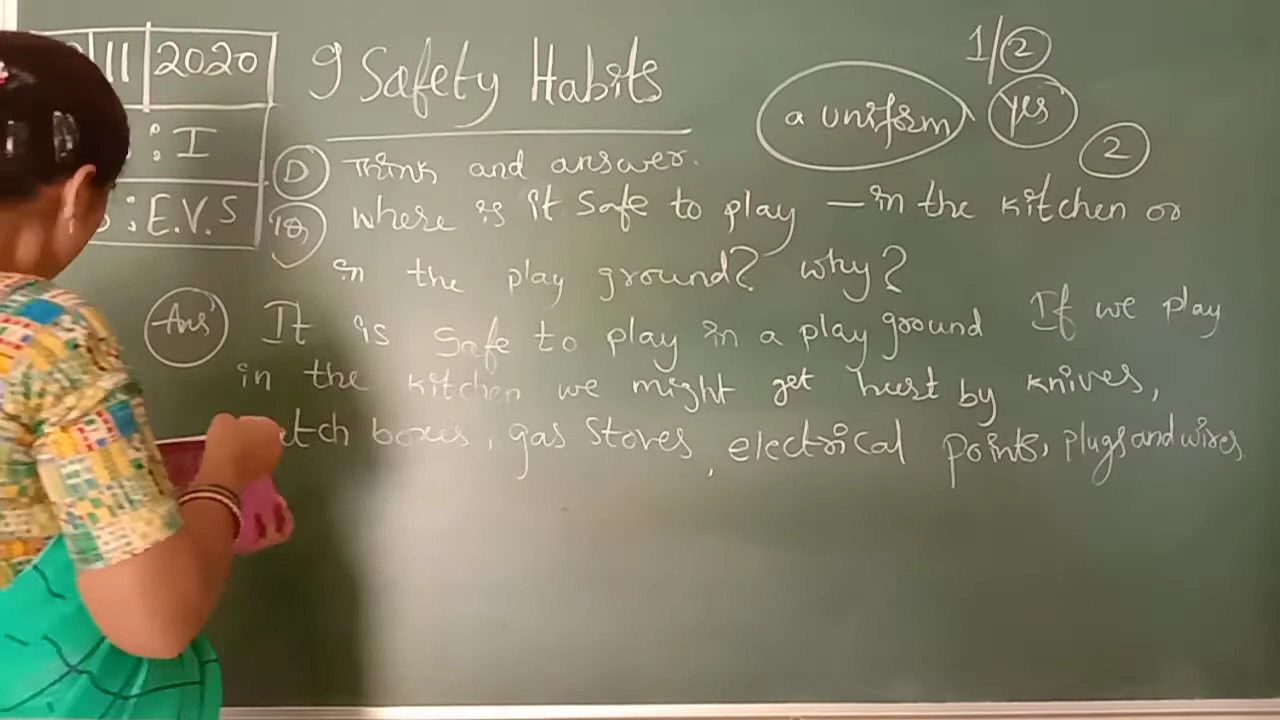 11 2020
: I
: E.V.S
9 Safety Habits
1/2
a uniform
yes
2
D Think and answer.
1Q Where is it safe to play — in the kitchen or
in the play ground? why?
Ans It is safe to play in a play ground If we play
in the kitchen we might get hurt by knives,
boxes, gas stoves, electrical points, plugs and wires.